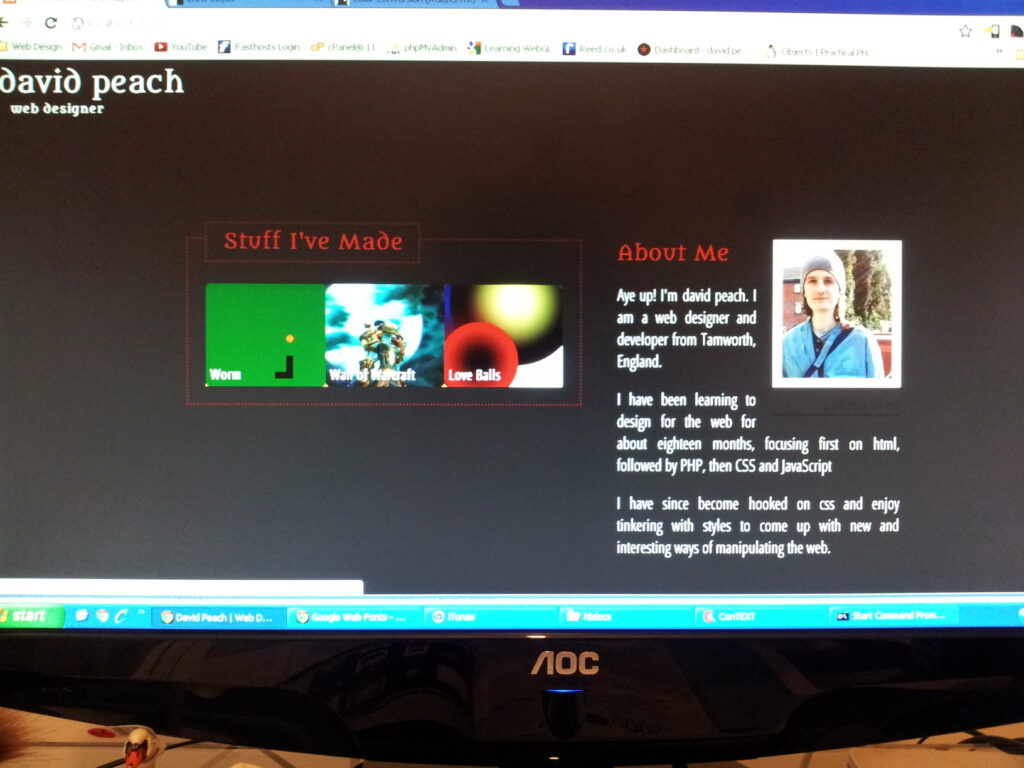 Web Design Gmail - Inbox YouTube Fasthosts Login cPanel® 11 phpMyAdmin Learning WebGL Reed.co.uk Dashboard - david pe... Objects | Practical PH...
david peach
web designer
Stuff I've Made
Worm
Wall of Warcraft
Love Balls
About Me
Aye up! I'm david peach. I
am a web designer and
developer from Tamworth,
England.
I have been learning to
design for the web for
about eighteen months, focusing first on html,
followed by PHP, then CSS and JavaScript
I have since become hooked on css and enjoy
tinkering with styles to come up with new and
interesting ways of manipulating the web.
start David Peach | Web D... Google Web Fonts - ... iTunes htdocs ConTEXT Start Command Prom...
AOC